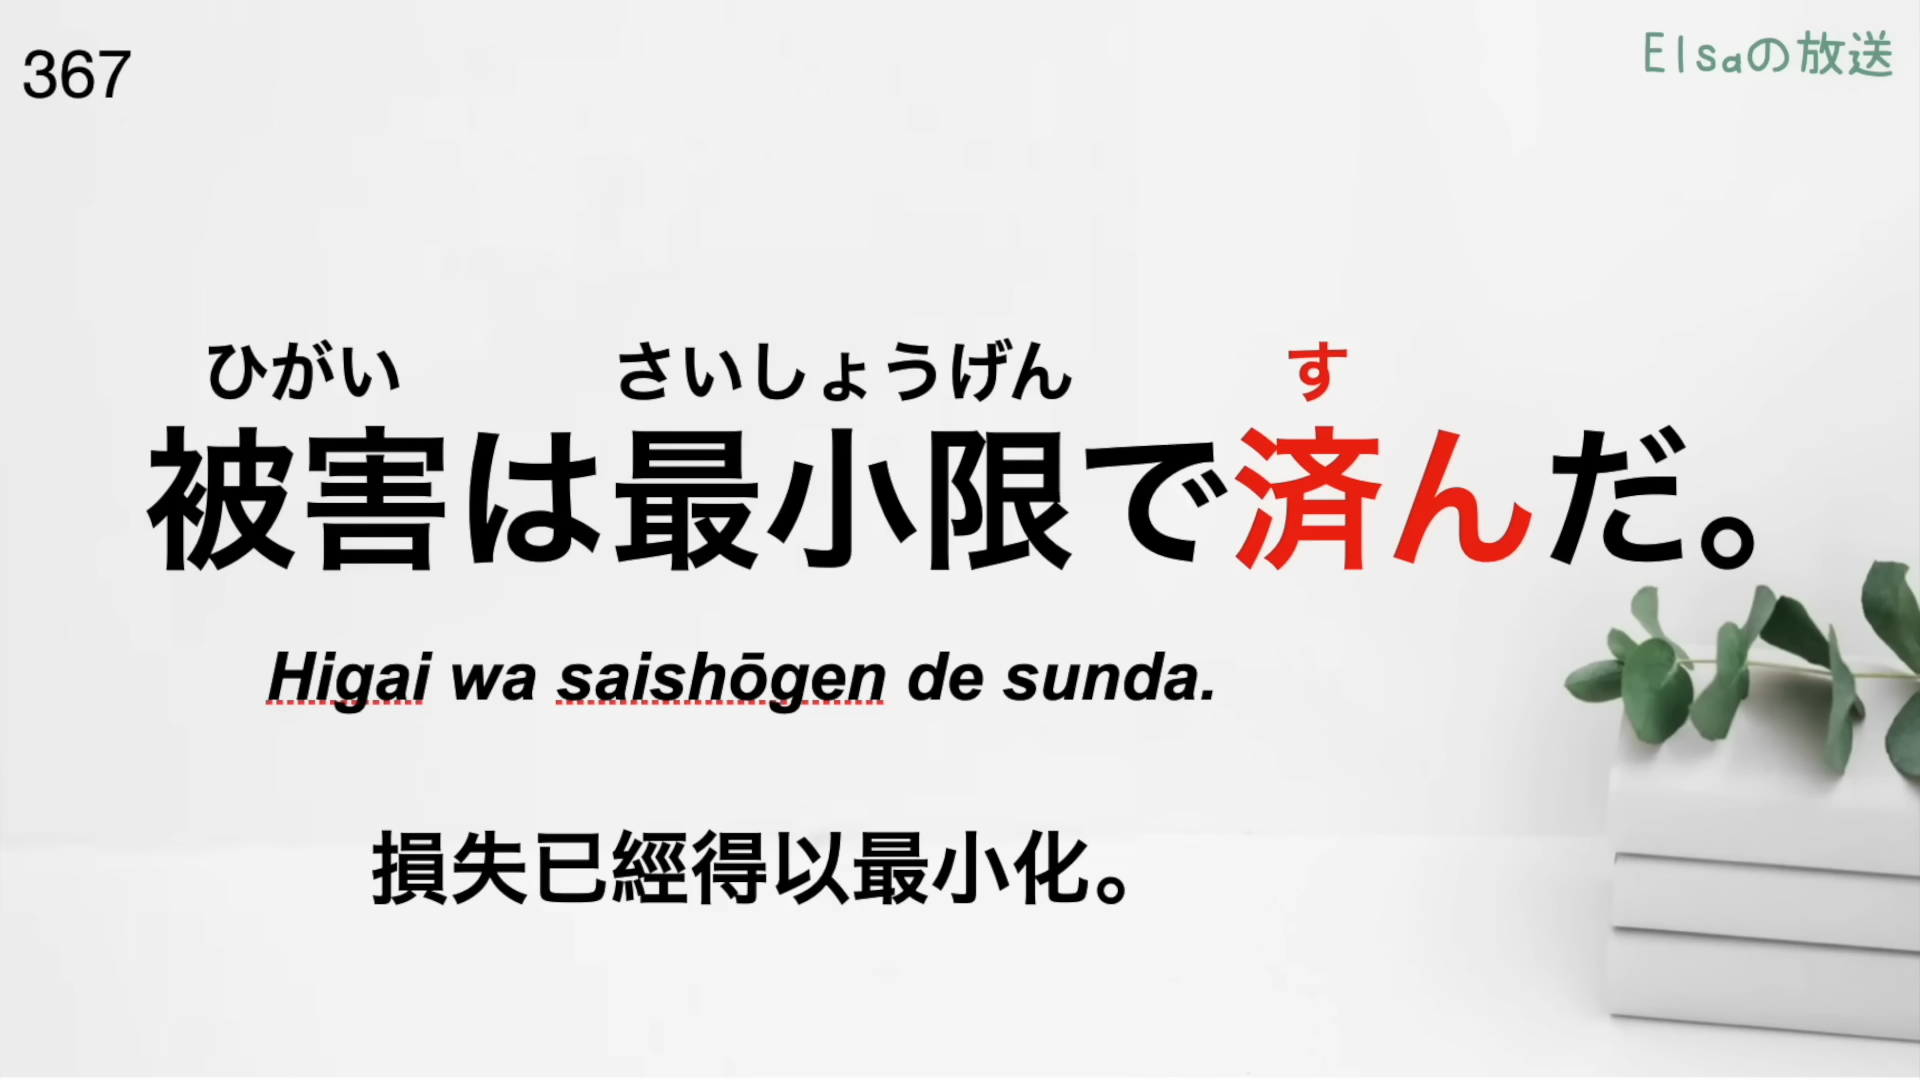 367
Elsaの放送
ひがい さいしょうげん す
被害は最小限で済んだ。
Higai wa saishōgen de sunda.
損失已經得以最小化。